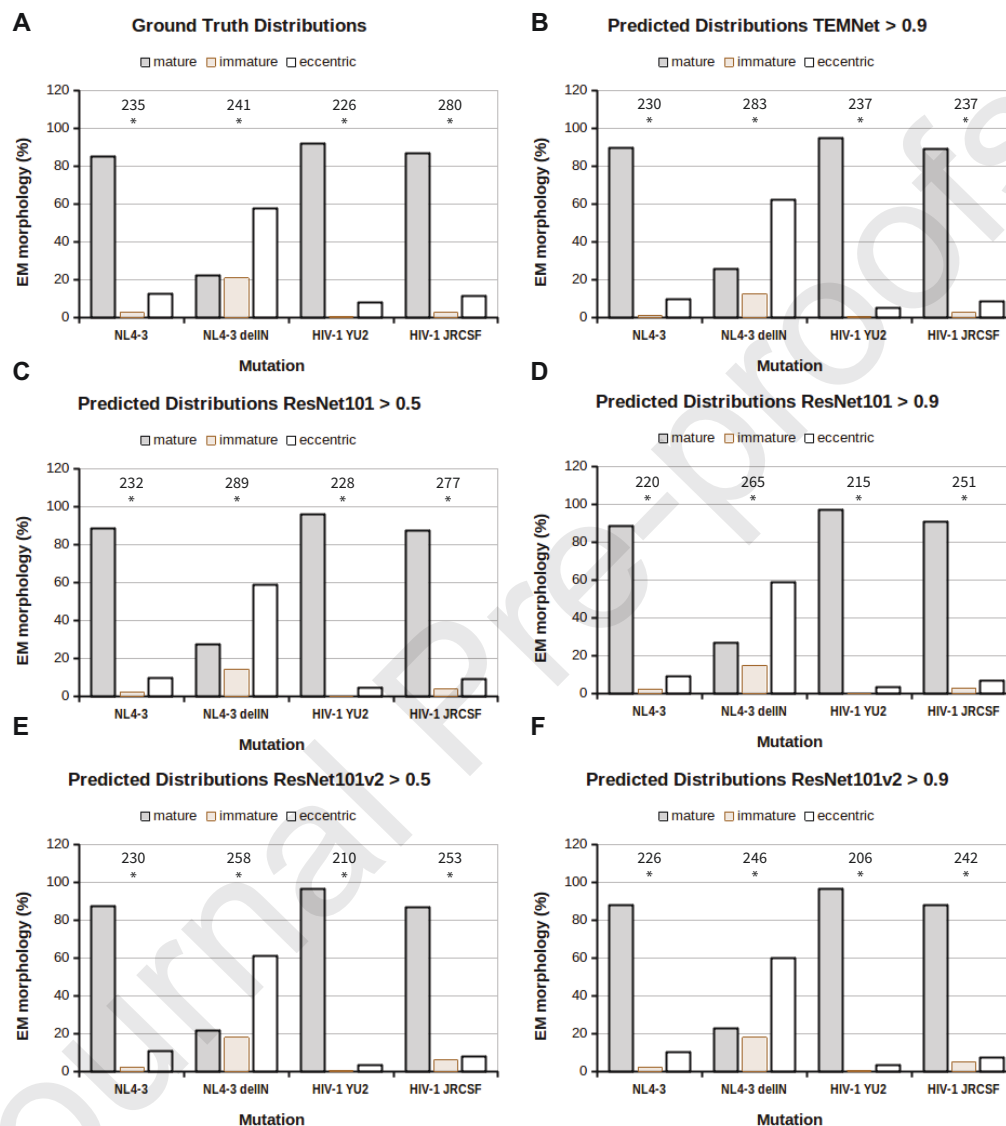 A
Ground Truth Distributions
mature immature eccentric
120
100
80
60
40
20
0
EM morphology (%)
235 241 226 280
* * * *
NL4-3 NL4-3 delIN HIV-1 YU2 HIV-1 JRCSF
Mutation
B
Predicted Distributions TEMNet > 0.9
mature immature eccentric
120
100
80
60
40
20
0
EM morphology (%)
230 283 237 237
* * * *
NL4-3 NL4-3 delIN HIV-1 YU2 HIV-1 JRCSF
Mutation
C
Predicted Distributions ResNet101 > 0.5
mature immature eccentric
120
100
80
60
40
20
0
EM morphology (%)
232 289 228 277
* * * *
NL4-3 NL4-3 delIN HIV-1 YU2 HIV-1 JRCSF
Mutation
D
Predicted Distributions ResNet101 > 0.9
mature immature eccentric
120
100
80
60
40
20
0
EM morphology (%)
220 265 215 251
* * * *
NL4-3 NL4-3 delIN HIV-1 YU2 HIV-1 JRCSF
Mutation
E
Predicted Distributions ResNet101v2 > 0.5
mature immature eccentric
120
100
80
60
40
20
0
EM morphology (%)
230 258 210 253
* * * *
NL4-3 NL4-3 delIN HIV-1 YU2 HIV-1 JRCSF
Mutation
F
Predicted Distributions ResNet101v2 > 0.9
mature immature eccentric
120
100
80
60
40
20
0
EM morphology (%)
226 246 206 242
* * * *
NL4-3 NL4-3 delIN HIV-1 YU2 HIV-1 JRCSF
Mutation
ournal Pre-proofs